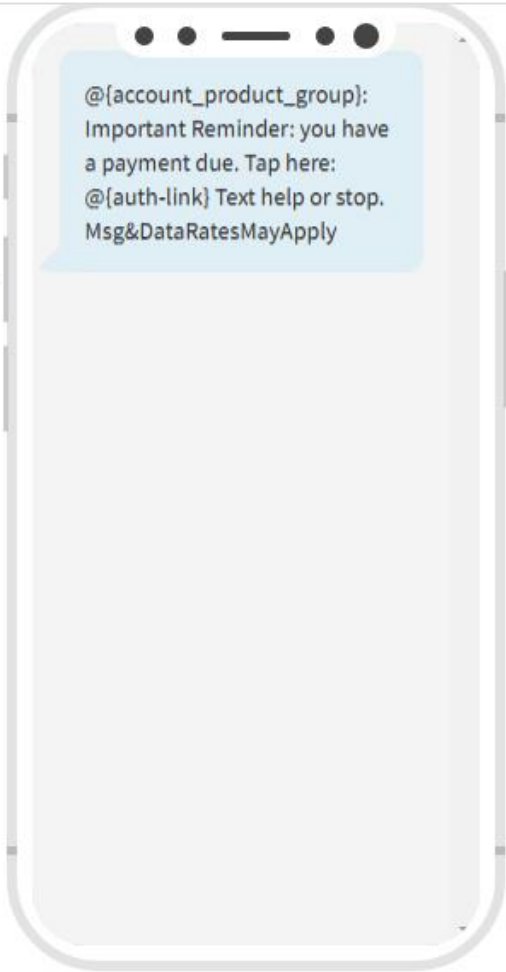 @{account_product_group}:
Important Reminder: you have
a payment due. Tap here:
@{auth-link} Text help or stop.
Msg&DataRatesMayApply